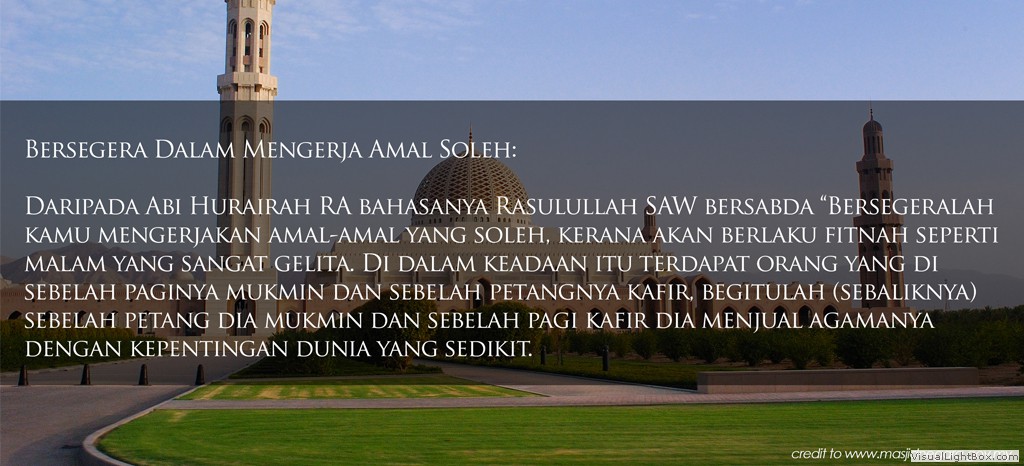 Bersegera Dalam Mengerja Amal Soleh:
Daripada Abi Hurairah RA bahasanya Rasulullah SAW bersabda “Bersegeralah
kamu mengerjakan amal-amal yang soleh, kerana akan berlaku fitnah seperti
malam yang sangat gelita. Di dalam keadaan itu terdapat orang yang di
sebelah paginya mukmin dan sebelah petangnya kafir, begitulah (sebaliknya)
sebelah petang dia mukmin dan sebelah pagi kafir dia menjual agamanya
dengan kepentingan dunia yang sedikit.
credit to
VisualLightBox.com